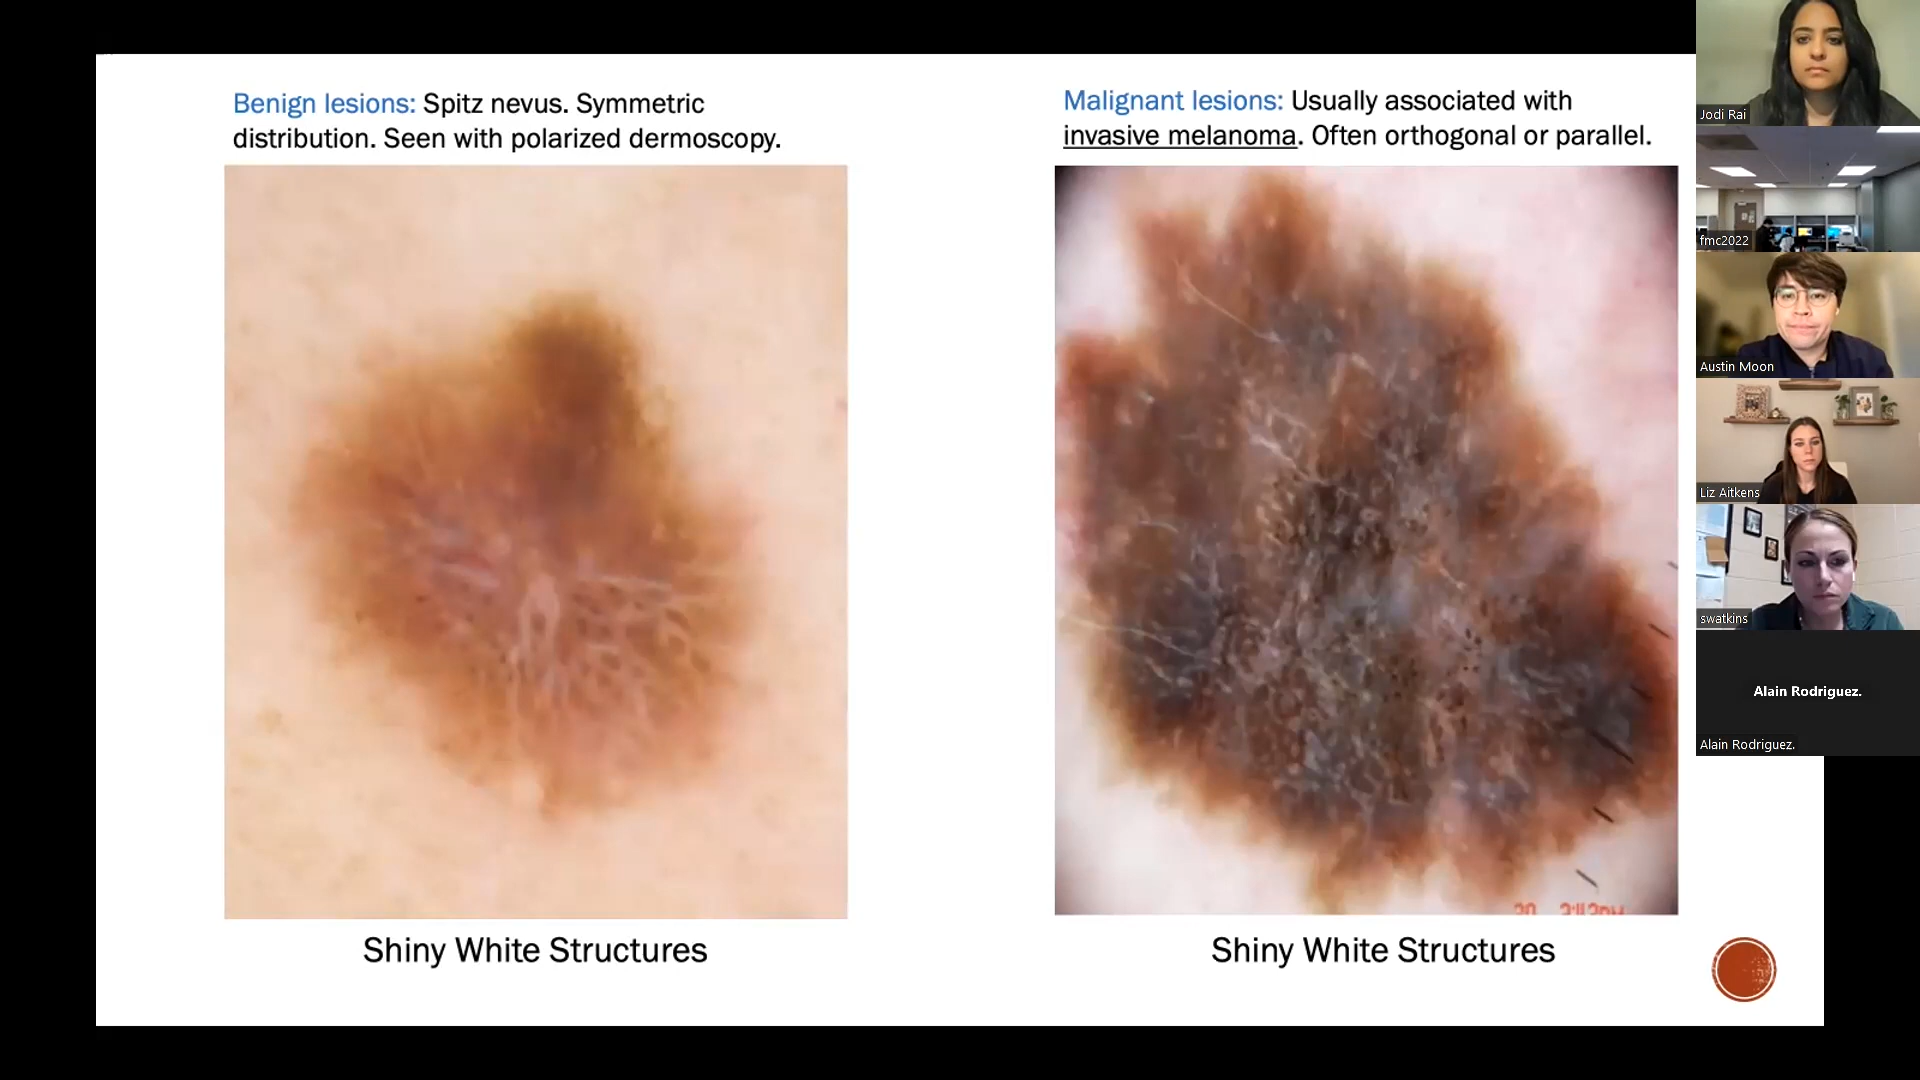 Benign lesions: Spitz nevus. Symmetric
distribution. Seen with polarized dermoscopy.
Malignant lesions: Usually associated with
invasive melanoma. Often orthogonal or parallel.
Shiny White Structures
Shiny White Structures
Jodi Rai
fmc2022
Austin Moon
Liz Aitkens
swatkins
Alain Rodriguez.
Alain Rodriguez.